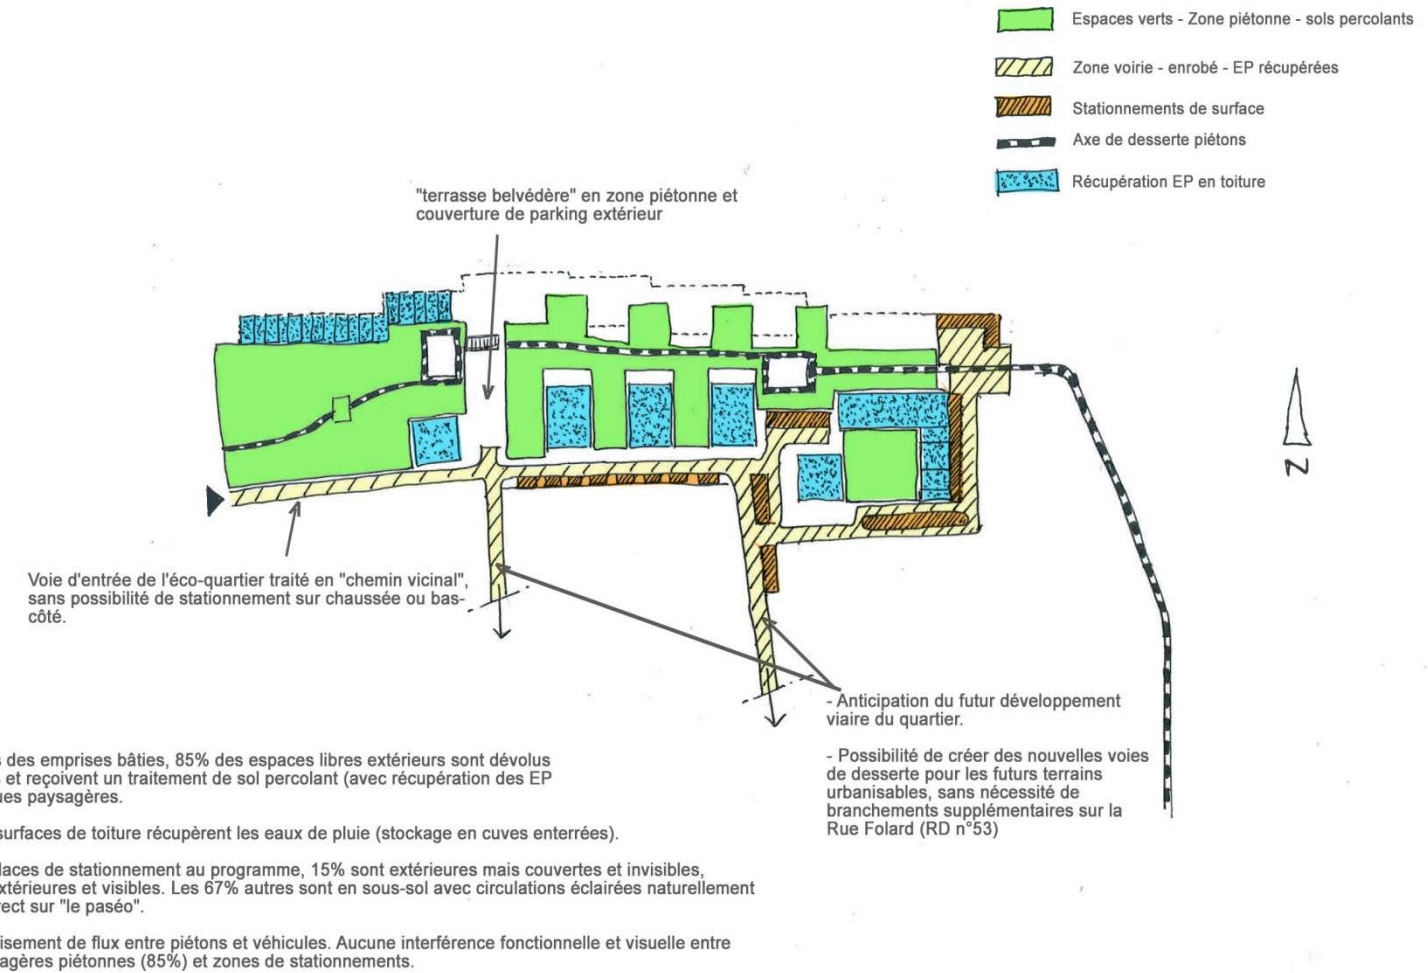 Espaces verts - Zone piétonne - sols percolants
Zone voirie - enrobé - EP récupérées
Stationnements de surface
Axe de desserte piétons
Récupération EP en toiture
"terrasse belvédère" en zone piétonne et
couverture de parking extérieur
N
Voie d'entrée de l'éco-quartier traité en "chemin vicinal",
sans possibilité de stationnement sur chaussée ou bas-
côté.
- Anticipation du futur développement
viaire du quartier.
- Possibilité de créer des nouvelles voies
de desserte pour les futurs terrains
urbanisables, sans nécessité de
branchements supplémentaires sur la
Rue Folard (RD n°53)
des emprises bâties, 85% des espaces libres extérieurs sont dévolus
et reçoivent un traitement de sol percolant (avec récupération des EP
ues paysagères.
surfaces de toiture récupèrent les eaux de pluie (stockage en cuves enterrées).
laces de stationnement au programme, 15% sont extérieures mais couvertes et invisibles,
xtérieures et visibles. Les 67% autres sont en sous-sol avec circulations éclairées naturellement
rect sur "le paséo".
isement de flux entre piétons et véhicules. Aucune interférence fonctionnelle et visuelle entre
agères piétonnes (85%) et zones de stationnements.